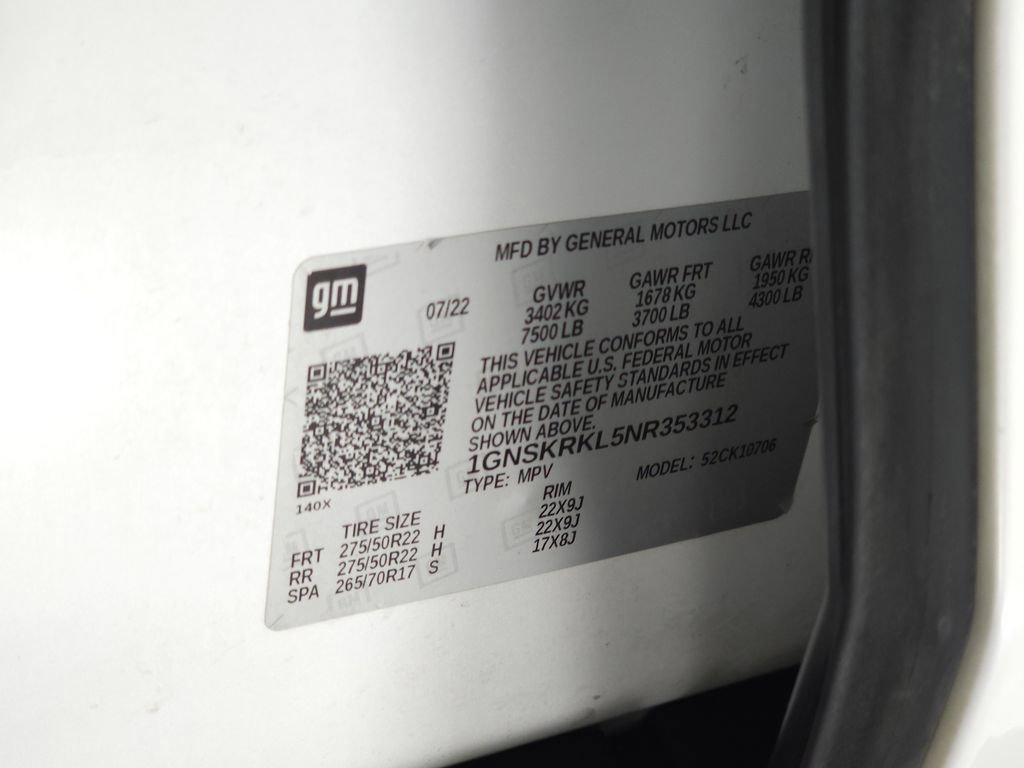 MFD BY GENERAL MOTORS LLC
gm
07/22
GVWR GAWR FRT GAWR
3402 KG 1678 KG 1950 KG
7500 LB 3700 LB 4300 LB
THIS VEHICLE CONFORMS TO ALL
APPLICABLE U.S. FEDERAL MOTOR
VEHICLE SAFETY STANDARDS IN EFFECT
ON THE DATE OF MANUFACTURE
SHOWN ABOVE.
1GNSKRKL5NR353312
TYPE: MPV MODEL: 52CK10706
140X
TIRE SIZE RIM
FRT 275/50R22 H 22X9J
RR 275/50R22 H 22X9J
SPA 265/70R17 S 17X8J